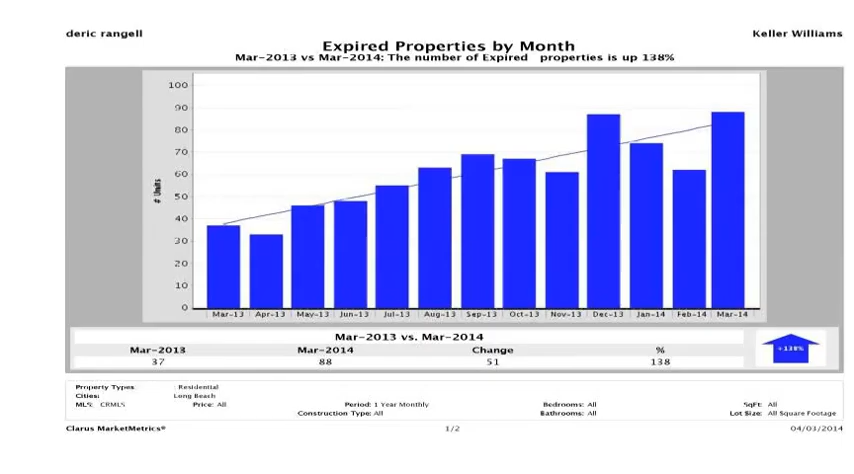 deric rangell
Keller Williams
Expired Properties by Month
Mar-2013 vs Mar-2014: The number of Expired properties is up 138%
100
90
80
70
60
50
40
30
20
10
0
# Units
Mar-13 Apr-13 May-13 Jun-13 Jul-13 Aug-13 Sep-13 Oct-13 Nov-13 Dec-13 Jan-14 Feb-14 Mar-14
Mar-2013 vs. Mar-2014
Mar-2013 Mar-2014 Change %
37 88 51 138
+138%
Property Types : Residential
Cities: Long Beach
MLS: CRMLS Price: All Period: 1 Year Monthly Bedrooms: All SqFt: All
Construction Type: All Bathrooms: All Lot Size: All Square Footage
Clarus MarketMetrics® 1/2 04/03/2014